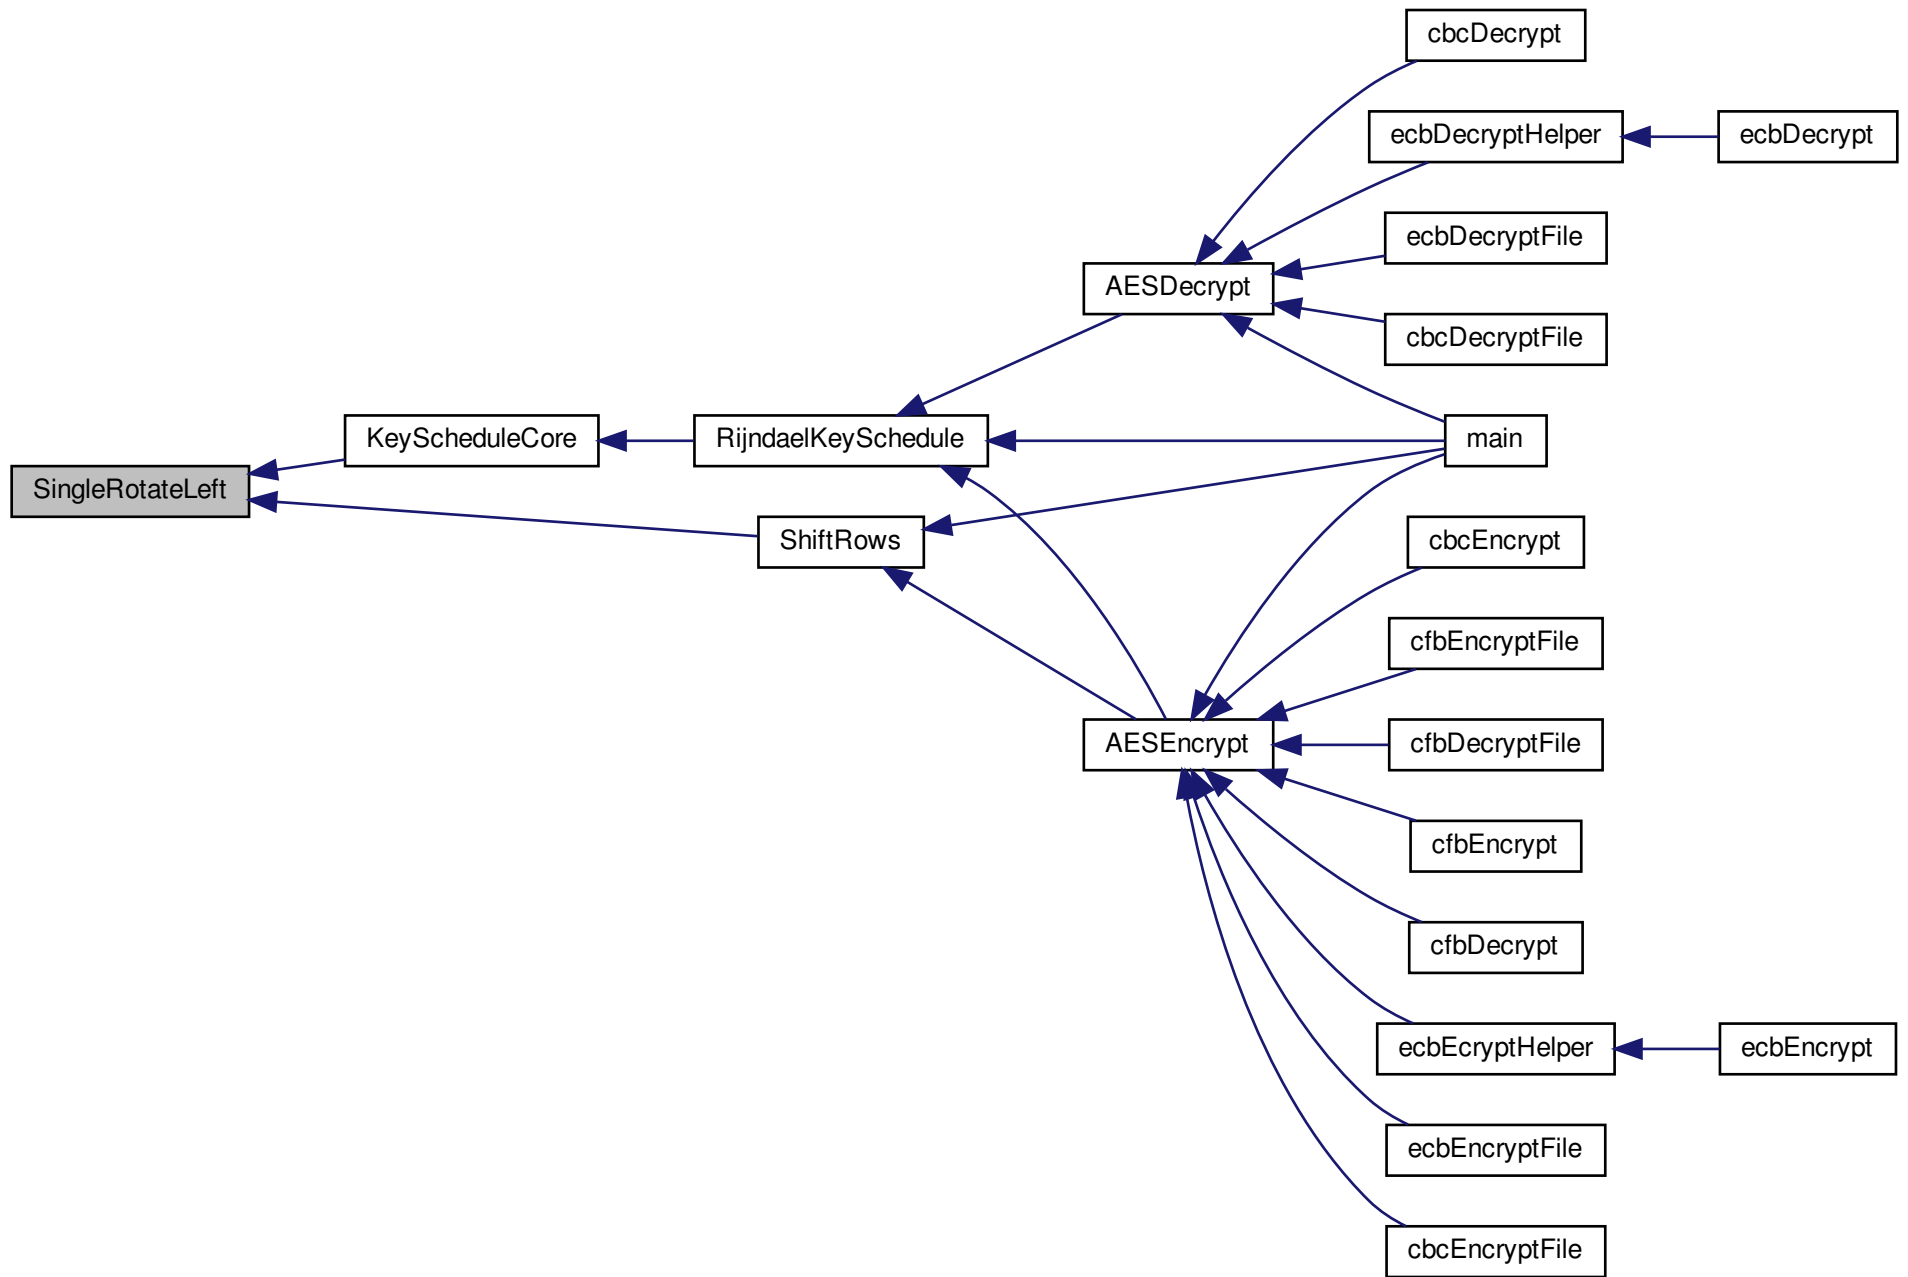 cbcDecrypt
ecbDecryptHelper
ecbDecrypt
ecbDecryptFile
AESDecrypt
cbcDecryptFile
KeyScheduleCore
RijndaelKeySchedule
main
SingleRotateLeft
ShiftRows
cbcEncrypt
cfbEncryptFile
AESEncrypt
cfbDecryptFile
cfbEncrypt
cfbDecrypt
ecbEcryptHelper
ecbEncrypt
ecbEncryptFile
cbcEncryptFile